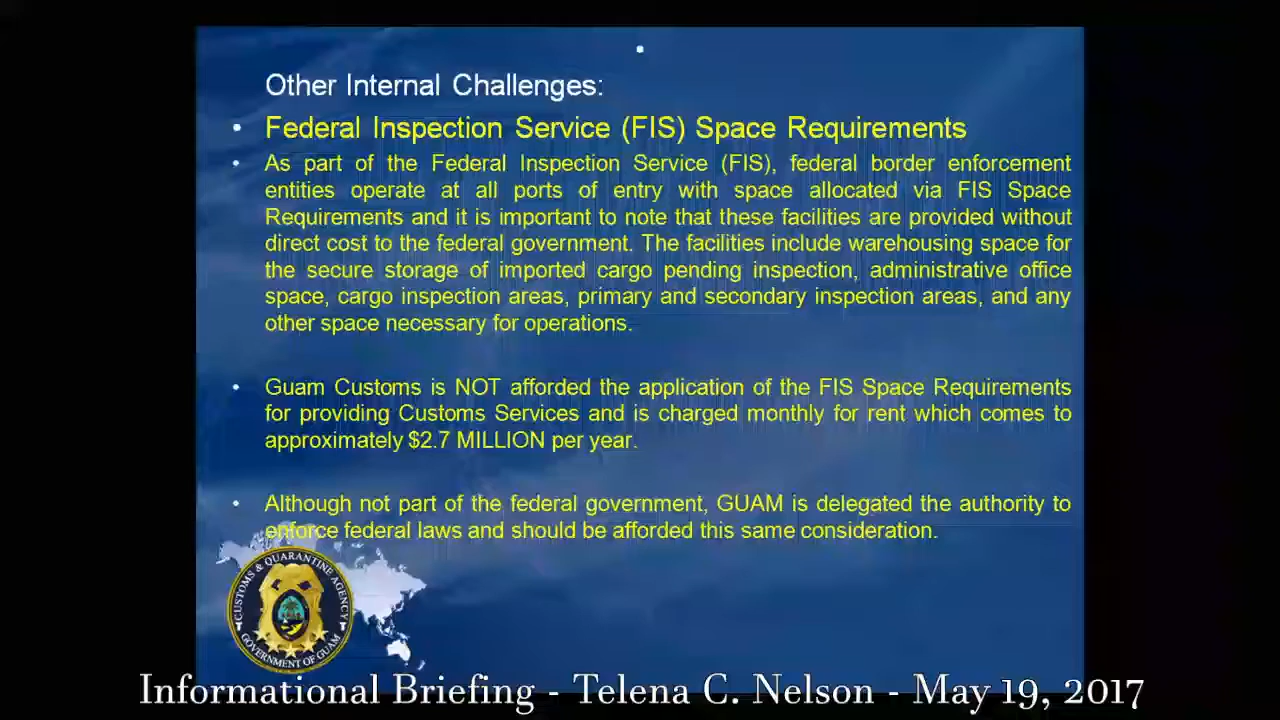 Other Internal Challenges:
• Federal Inspection Service (FIS) Space Requirements
• As part of the Federal Inspection Service (FIS), federal border enforcement
entities operate at all ports of entry with space allocated via FIS Space
Requirements and it is important to note that these facilities are provided without
direct cost to the federal government. The facilities include warehousing space for
the secure storage of imported cargo pending inspection, administrative office
space, cargo inspection areas, primary and secondary inspection areas, and any
other space necessary for operations.
• Guam Customs is NOT afforded the application of the FIS Space Requirements
for providing Customs Services and is charged monthly for rent which comes to
approximately $2.7 MILLION per year.
• Although not part of the federal government, GUAM is delegated the authority to
enforce federal laws and should be afforded this same consideration.
CUSTOMS & QUARANTINE AGENCY
GOVERNMENT OF GUAM
Informational Briefing - Telena C. Nelson - May 19, 2017